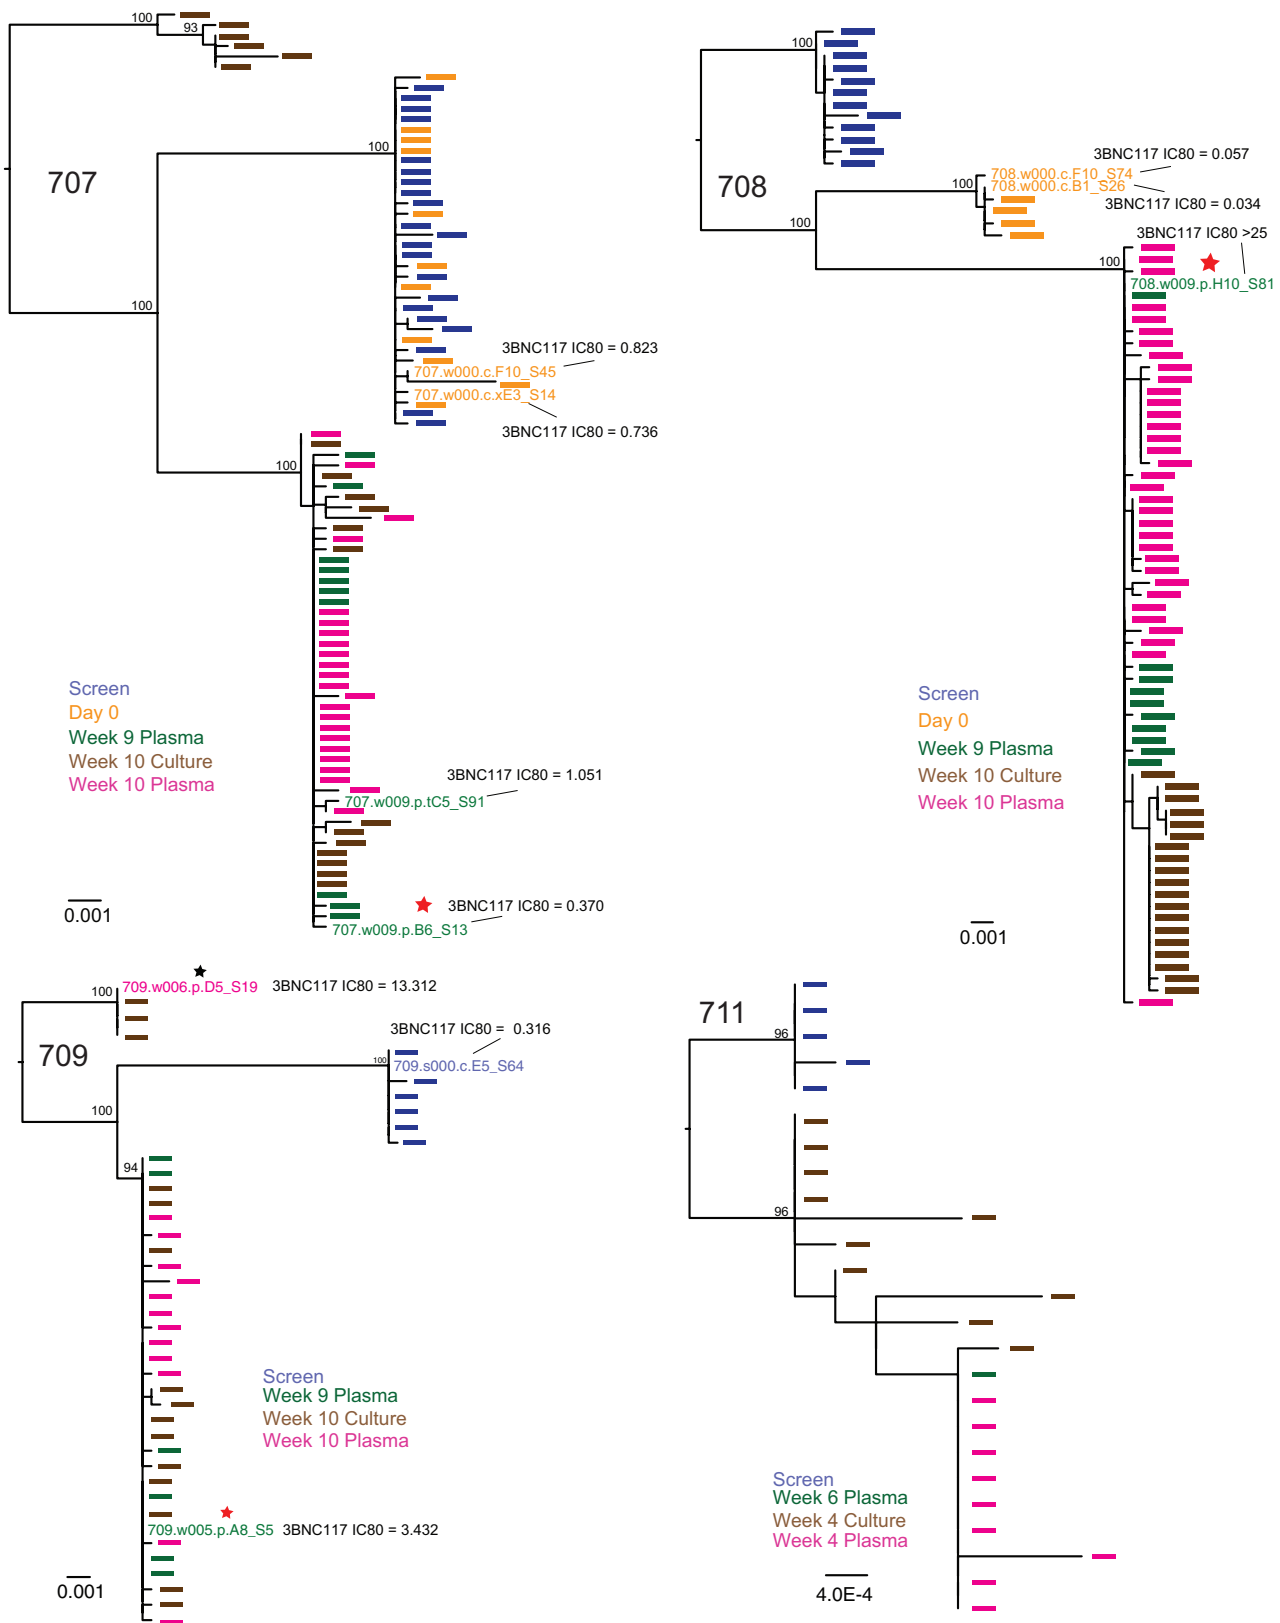 100
93
707
100
100
3BNC117 IC80 = 0.823
707.w000.c.F10_S45
707.w000.c.xE3_S14
3BNC117 IC80 = 0.736
100
Screen
Day 0
Week 9 Plasma
Week 10 Culture
Week 10 Plasma
3BNC117 IC80 = 1.051
707.w009.p.tC5_S91
3BNC117 IC80 = 0.370
707.w009.p.B6_S13
0.001
100
708
3BNC117 IC80 = 0.057
708.w000.c.F10_S74
100
708.w000.c.B1_S26
3BNC117 IC80 = 0.034
100
3BNC117 IC80 >25
100
708.w009.p.H10_S81
Screen
Day 0
Week 9 Plasma
Week 10 Culture
Week 10 Plasma
0.001
709.w006.p.D5_S19 3BNC117 IC80 = 13.312
100
709
3BNC117 IC80 = 0.316
100
709.s000.c.E5_S64
100
94
Screen
Week 9 Plasma
Week 10 Culture
Week 10 Plasma
709.w005.p.A8_S5 3BNC117 IC80 = 3.432
0.001
711
96
96
Screen
Week 6 Plasma
Week 4 Culture
Week 4 Plasma
4.0E-4